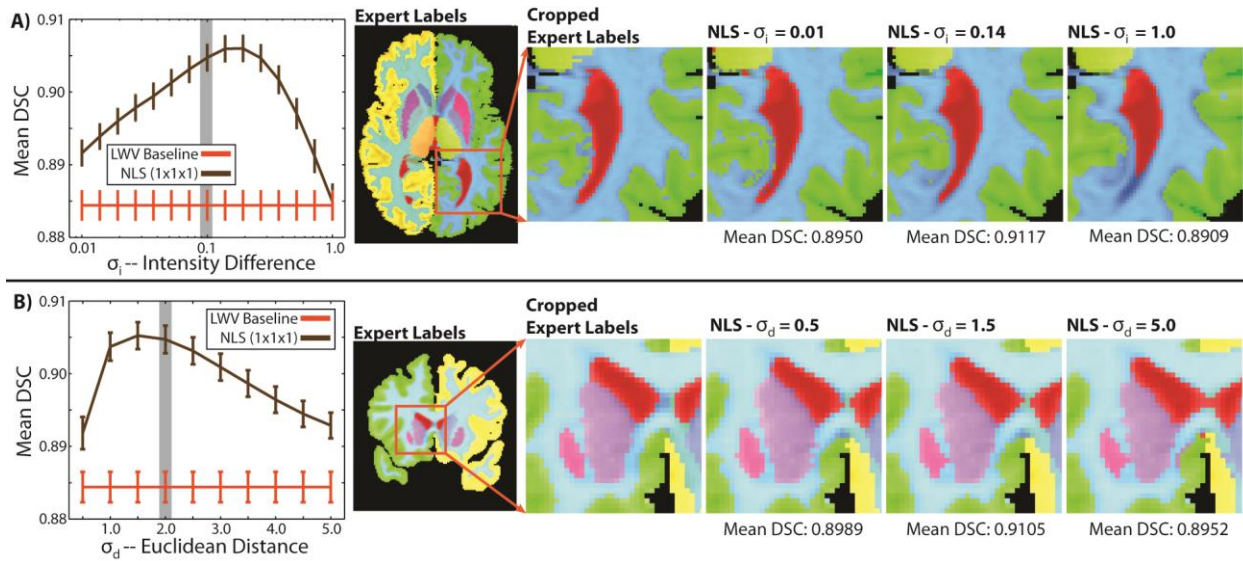 A)
Mean DSC
0.91
0.90
0.89
0.88
LWV Baseline
NLS (1x1x1)
0.01
0.1
1.0
σi -- Intensity Difference
Expert Labels
Cropped
Expert Labels
NLS - σi = 0.01
NLS - σi = 0.14
NLS - σi = 1.0
Mean DSC: 0.8950
Mean DSC: 0.9117
Mean DSC: 0.8909
B)
Mean DSC
0.91
0.90
0.89
0.88
LWV Baseline
NLS (1x1x1)
1.0
2.0
3.0
4.0
5.0
σd -- Euclidean Distance
Expert Labels
Cropped
Expert Labels
NLS - σd = 0.5
NLS - σd = 1.5
NLS - σd = 5.0
Mean DSC: 0.8989
Mean DSC: 0.9105
Mean DSC: 0.8952